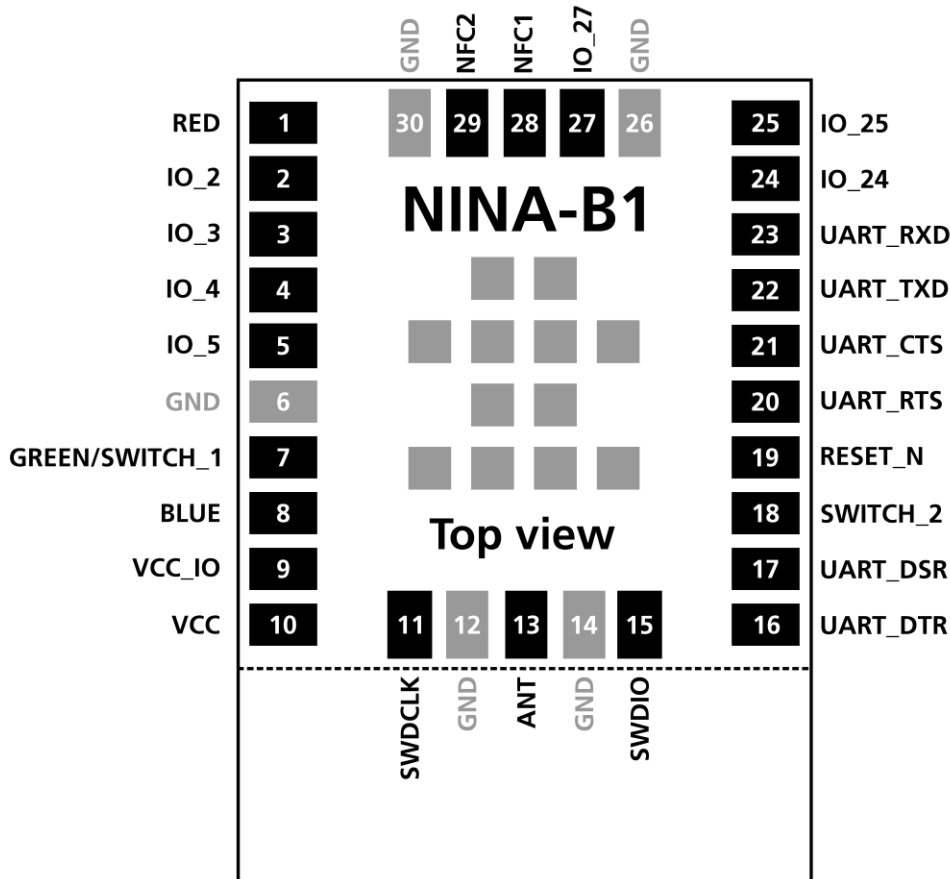 GND NFC2 NFC1 IO_27 GND
RED 1 30 29 28 27 26 25 IO_25
IO_2 2 24 IO_24
NINA-B1
IO_3 3 23 UART_RXD
IO_4 4 22 UART_TXD
IO_5 5 21 UART_CTS
GND 6 20 UART_RTS
GREEN/SWITCH_1 7 19 RESET_N
BLUE 8 18 SWITCH_2
Top view
VCC_IO 9 17 UART_DSR
VCC 10 11 12 13 14 15 16 UART_DTR
SWDCLK GND ANT GND SWDIO